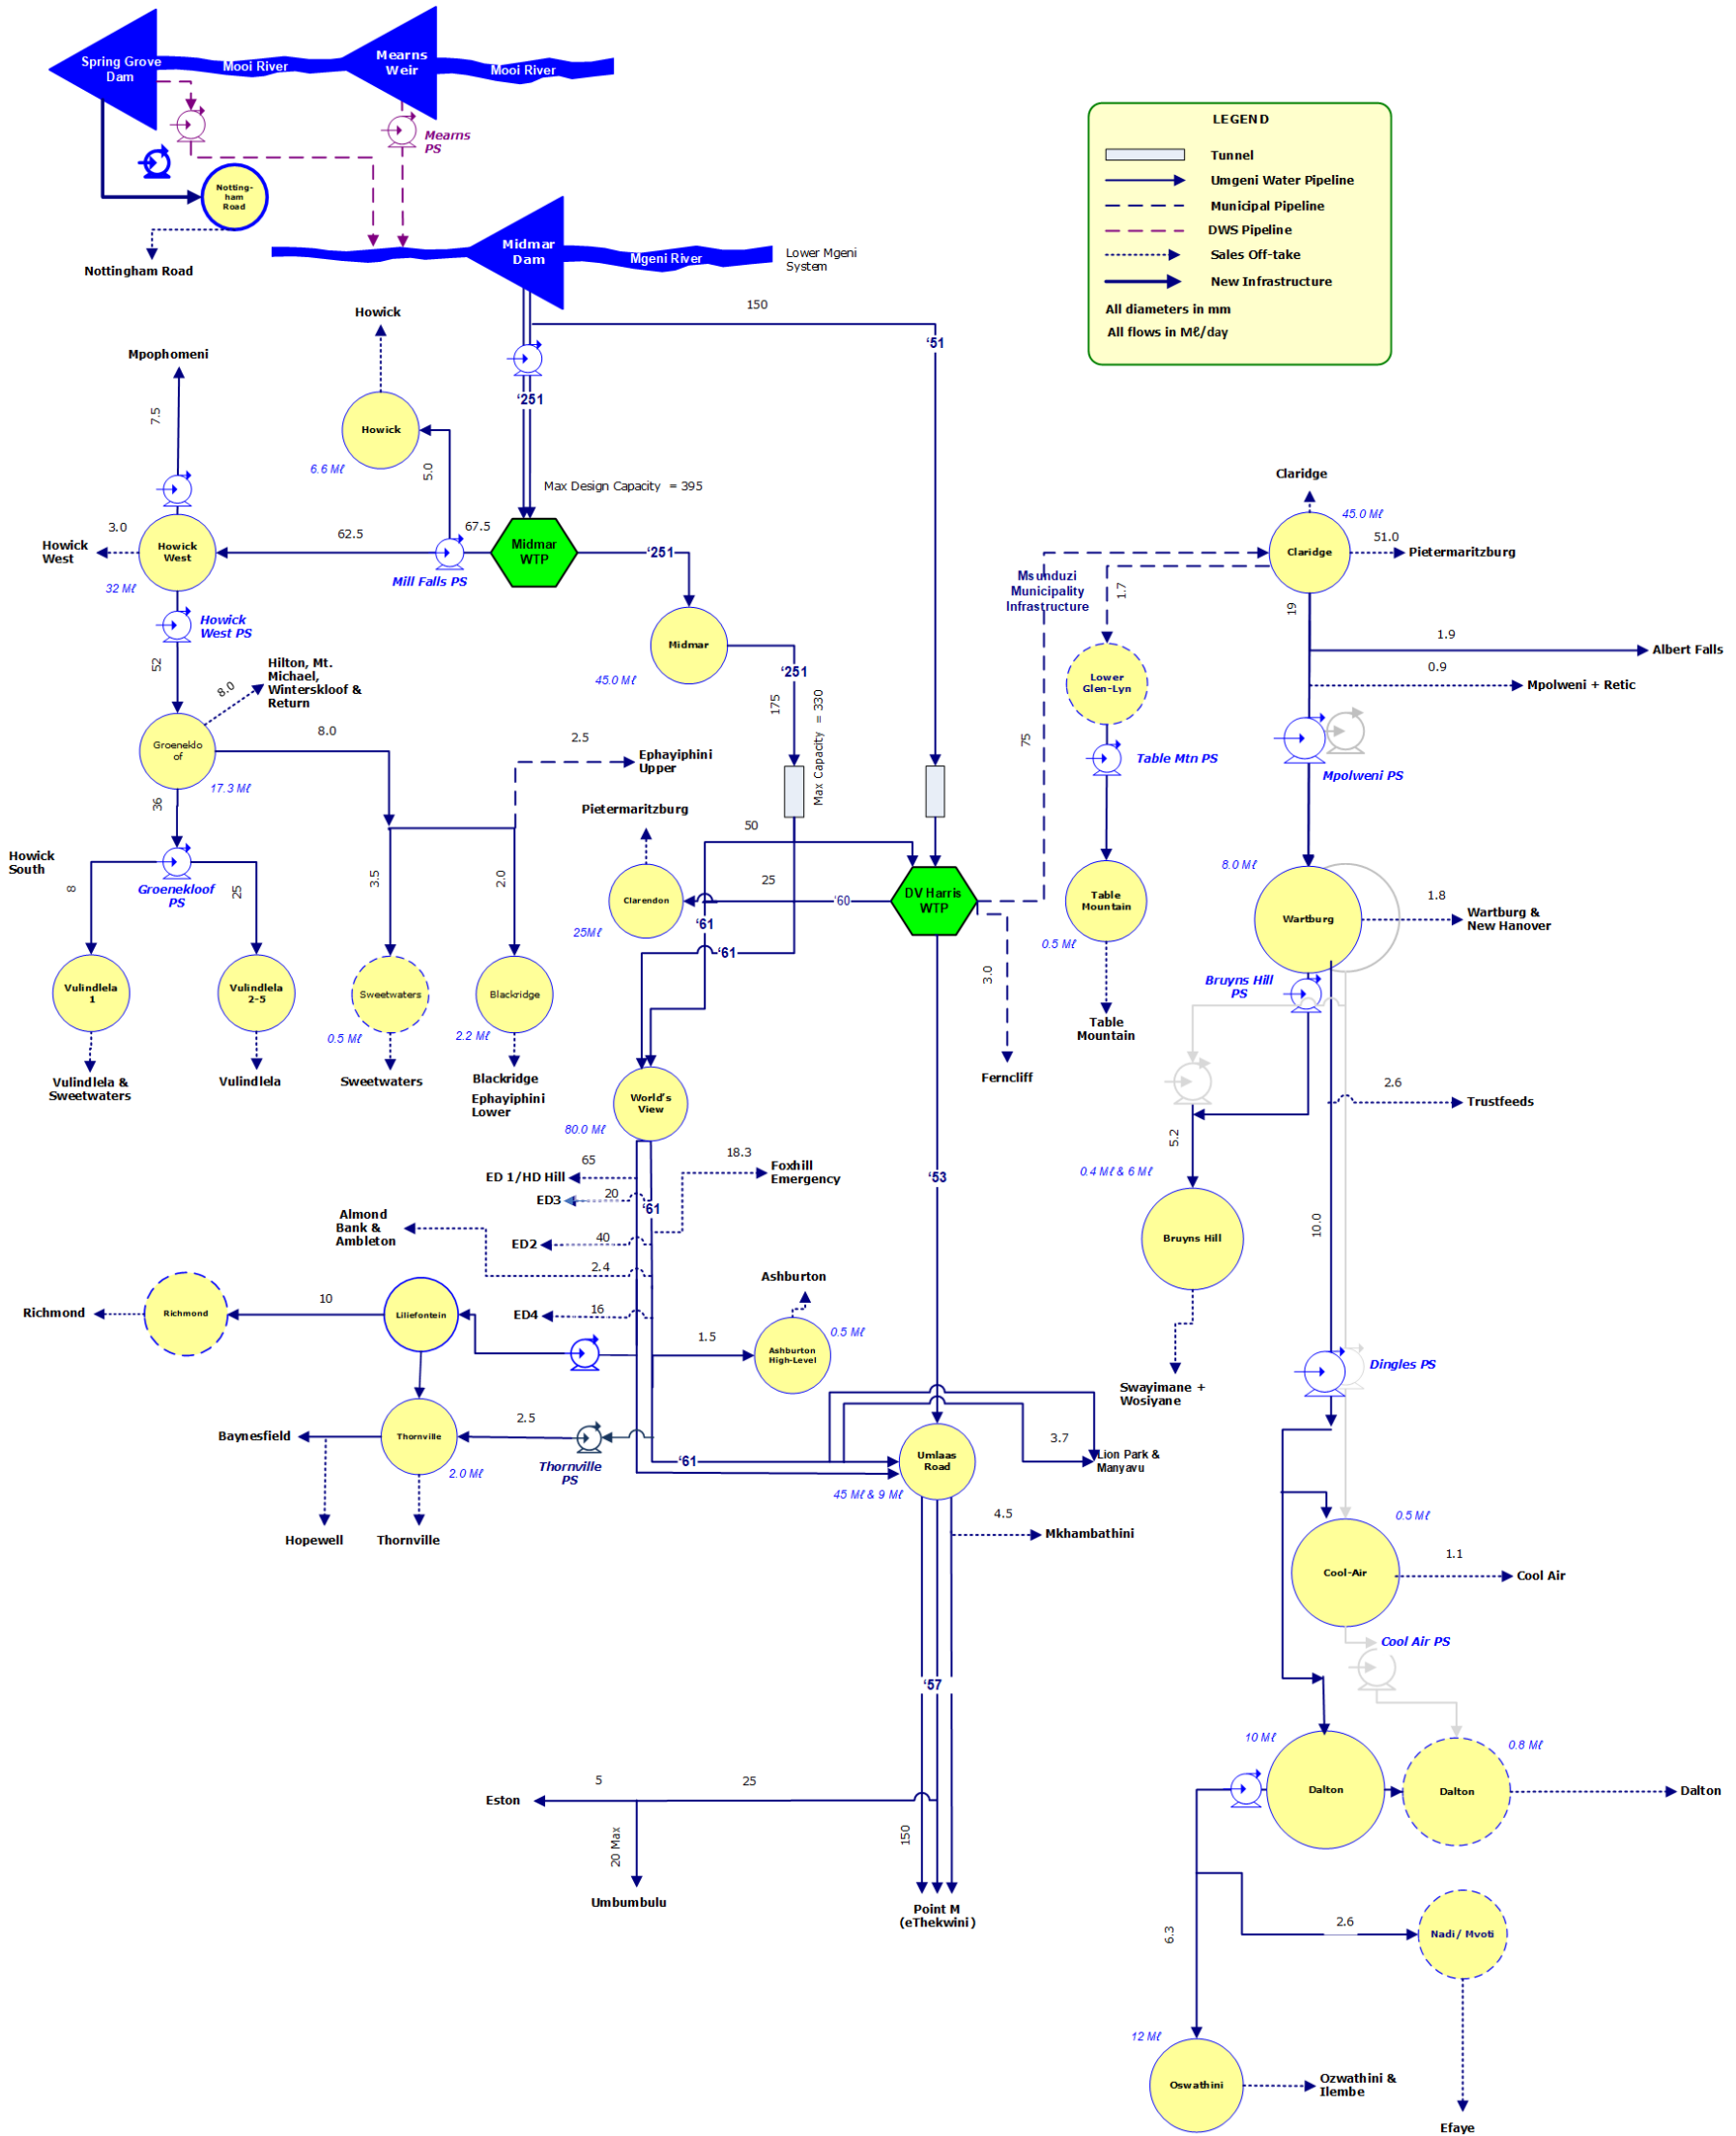 Spring Grove
Dam
Mooi River
Mearns
Weir
Mooi River
Mearns
PS
Notting-
ham
Road
Nottingham Road
Midmar
Dam
Mgeni River
Lower Mgeni
System
LEGEND
Tunnel
Umgeni Water Pipeline
Municipal Pipeline
DWS Pipeline
Sales Off-take
New Infrastructure
All diameters in mm
All flows in Mℓ/day
150
‘51
‘251
Howick
Howick
6.6 Mℓ
5.0
Mpophomeni
7.5
Max Design Capacity = 395
3.0
Howick
West
Howick
West
32 Mℓ
62.5
67.5
Mill Falls PS
Midmar
WTP
‘251
Howick
West PS
52
Midmar
45.0 Mℓ
‘251
175
Max Capacity = 330
Hilton, Mt.
Michael,
Winterskloof &
Return
8.0
Groeneklo
of
17.3 Mℓ
8.0
36
2.5
Ephayiphini
Upper
Howick
South
Groenekloof
PS
8
25
3.5
2.0
Vulindlela
1
Vulindlela
2-5
Sweetwaters
0.5 Mℓ
Blackridge
2.2 Mℓ
Vulindlela &
Sweetwaters
Vulindlela
Sweetwaters
Blackridge
Ephayiphini
Lower
Pietermaritzburg
50
Clarendon
25Mℓ
25
‘60
DV Harris
WTP
‘61
‘61
75
3.0
Ferncliff
Msunduzi
Municipality
Infrastructure
Claridge
45.0 Mℓ
Claridge
51.0
Pietermaritzburg
1.7
19
1.9
Albert Falls
0.9
Mpolweni + Retic
Lower
Glen-Lyn
Table Mtn PS
Mpolweni PS
Table
Mountain
0.5 Mℓ
Table
Mountain
8.0 Mℓ
Wartburg
1.8
Wartburg &
New Hanover
Bruyns Hill
PS
2.6
Trustfeeds
5.2
0.4 Mℓ & 6 Mℓ
Bruyns Hill
10.0
Swayimane +
Wosiyane
Dingles PS
World’s
View
80.0 Mℓ
ED 1/HD Hill
65
ED3
20
‘61
18.3
Foxhill
Emergency
Almond
Bank &
Ambleton
ED2
40
2.4
ED4
16
Ashburton
0.5 Mℓ
1.5
Ashburton
High-Level
Richmond
Richmond
10
Liliefontein
Baynesfield
Thornville
2.0 Mℓ
2.5
Thornville
PS
Hopewell
Thornville
‘53
‘61
Umlaas
Road
45 Mℓ & 9 Mℓ
3.7
Lion Park &
Manyavu
4.5
Mkhambathini
‘57
Eston
5
25
20 Max
Umbumbulu
150
Point M
(eThekwini)
0.5 Mℓ
Cool-Air
1.1
Cool Air
Cool Air PS
10 Mℓ
Dalton
0.8 Mℓ
Dalton
Dalton
6.3
2.6
Nadi/ Mvoti
12 Mℓ
Oswathini
Ozwathini &
Ilembe
Efaye